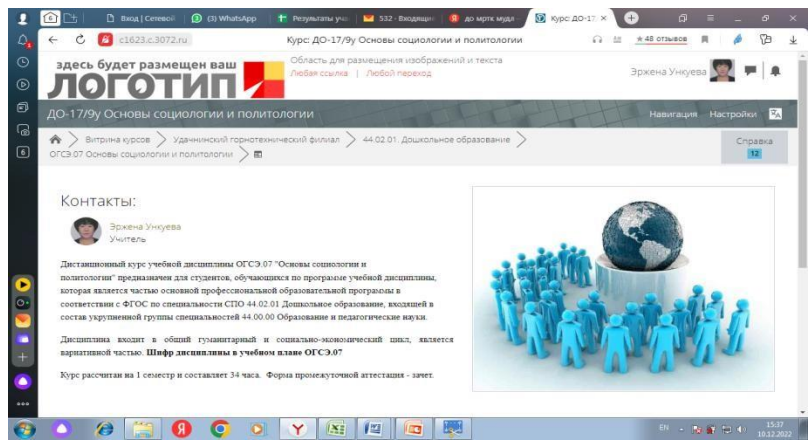 Вход | Сетевой
(3) WhatsApp
Результаты уча
532 - Входящие
до мртк мудл -
Курс: ДО-17
c1623.c.3072.ru
Курс: ДО-17/9у Основы социологии и политологии
★ 48 отзывов
здесь будет размещен ваш
ЛОГОТИП
Область для размещения изображений и текста
Любая ссылка | Любой переход
Эржена Ункуева
ДО-17/9у Основы социологии и политологии
Навигация Настройки
Витрина курсов Удачнинский горнотехнический филиал 44.02.01. Дошкольное образование
ОГСЭ.07 Основы социологии и политологии
Справка
12
Контакты:
Эржена Ункуева
Учитель
Дистанционный курс учебной дисциплины ОГСЭ.07 "Основы социологии и
политологии" предназначен для студентов, обучающихся по программе учебной дисциплины,
которая является частью основной профессиональной образовательной программы в
соответствии с ФГОС по специальности СПО 44.02.01 Дошкольное образование, входящей в
состав укрупненной группы специальностей 44.00.00 Образование и педагогические науки.
Дисциплина входит в общий гуманитарный и социально-экономический цикл, является
вариативной частью. Шифр дисциплины в учебном плане ОГСЭ.07
Курс рассчитан на 1 семестр и составляет 34 часа. Форма промежуточной аттестация - зачет.
EN
15:37
19.12.2022